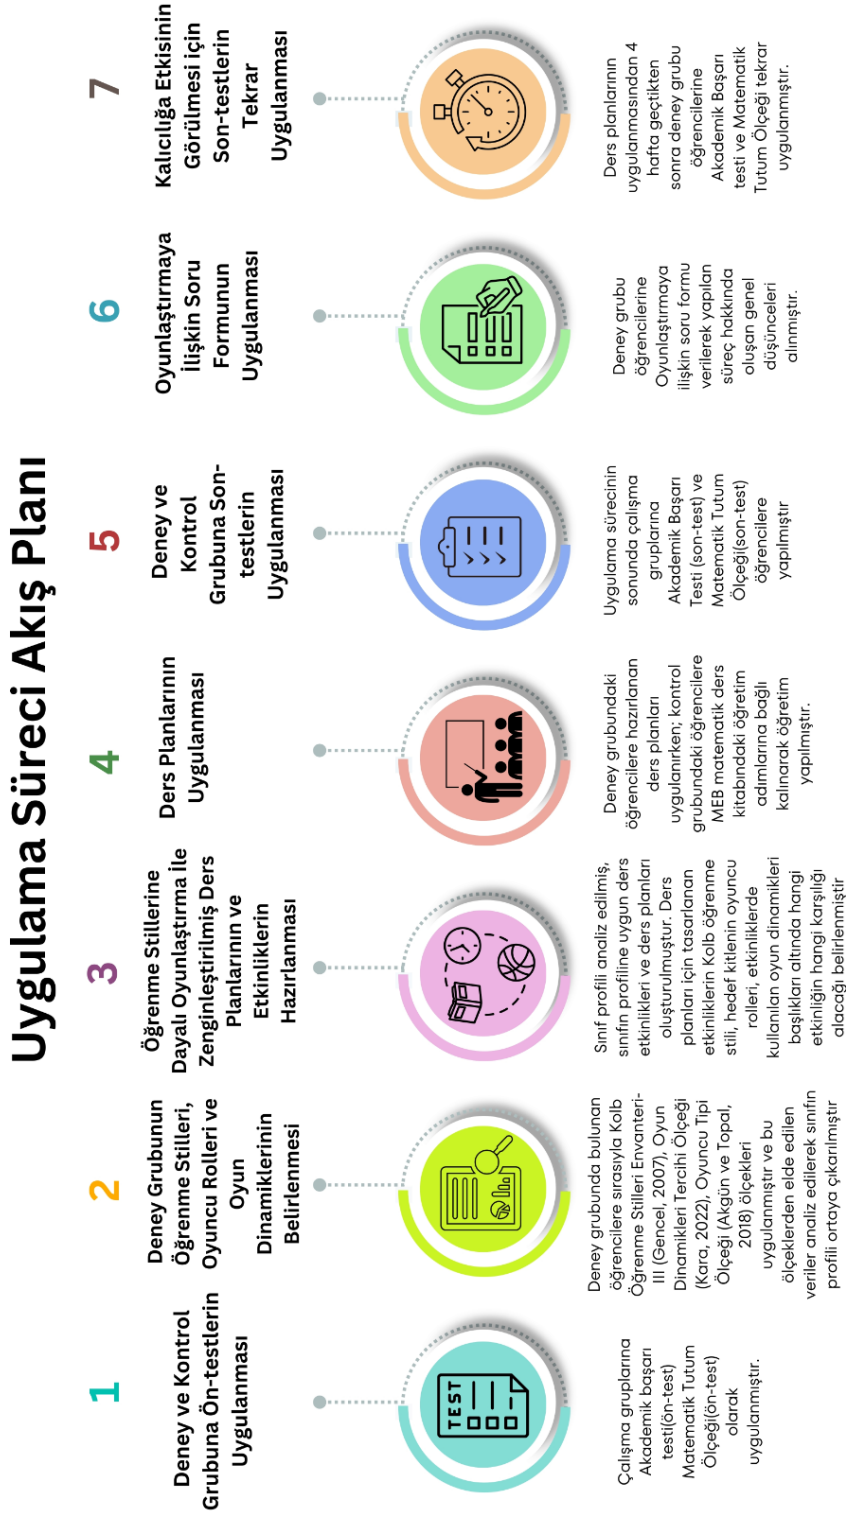 Uygulama Süreci Akış Planı
1
Deney ve Kontrol
Grubuna Ön-testlerin
Uygulanması
TEST
Çalışma gruplarına
Akademik başarı
testi(ön-test)
Matematik Tutum
Ölçeği(ön-test)
olarak
uygulanmıştır.
2
Deney Grubunun
Öğrenme Stilleri,
Oyuncu Rolleri ve
Oyun
Dinamiklerinin
Belirlenmesi
Deney grubunda bulunan
öğrencilere sırasıyla Kolb
Öğrenme Stilleri Envanteri-
III (Gencel, 2007), Oyun
Dinamikleri Tercihi Ölçeği
(Kara, 2022), Oyuncu Tipi
Ölçeği (Akgün ve Topal,
2018) ölçekleri
uygulanmıştır ve bu
ölçeklerden elde edilen
veriler analiz edilerek sınıfın
profili ortaya çıkarılmıştır
3
Öğrenme Stillerine
Dayalı Oyunlaştırma ile
Zenginleştirilmiş Ders
Planlarının ve
Etkinliklerin
Hazırlanması
Sınıf profili analiz edilmiş,
sınıfın profiline uygun ders
etkinlikleri ve ders planları
oluşturulmuştur. Ders
planları için tasarlanan
etkinliklerin Kolb öğrenme
stili, hedef kitlenin oyuncu
rolleri, etkinliklerde
kullanılan oyun dinamikleri
başlıkları altında hangi
etkinliğin hangi karşılığı
alacağı belirlenmiştir
4
Ders Planlarının
Uygulanması
Deney grubundaki
öğrencilere hazırlanan
ders planları
uygulanırken; kontrol
grubundaki öğrencilere
MEB matematik ders
kitabındaki öğretim
adımlarına bağlı
kalınarak öğretim
yapılmıştır.
5
Deney ve
Kontrol
Grubuna Son-
testlerin
Uygulanması
Uygulama sürecinin
sonunda çalışma
gruplarına
Akademik Başarı
Testi (son-test) ve
Matematik Tutum
Ölçeği(son-test)
öğrencilere
yapılmıştır
6
Oyunlaştırmaya
İlişkin Soru
Formunun
Uygulanması
Deney grubu
öğrencilerine
Oyunlaştırmaya
ilişkin soru formu
verilerek yapılan
süreç hakkında
oluşan genel
düşünceleri
alınmıştır.
7
Kalıcılığa Etkisinin
Görülmesi için
Son-testlerin
Tekrar
Uygulanması
Ders planlarının
uygulanmasından 4
hafta geçtikten
sonra deney grubu
öğrencilerine
Akademik Başarı
testi ve Matematik
Tutum Ölçeği tekrar
uygulanmıştır.